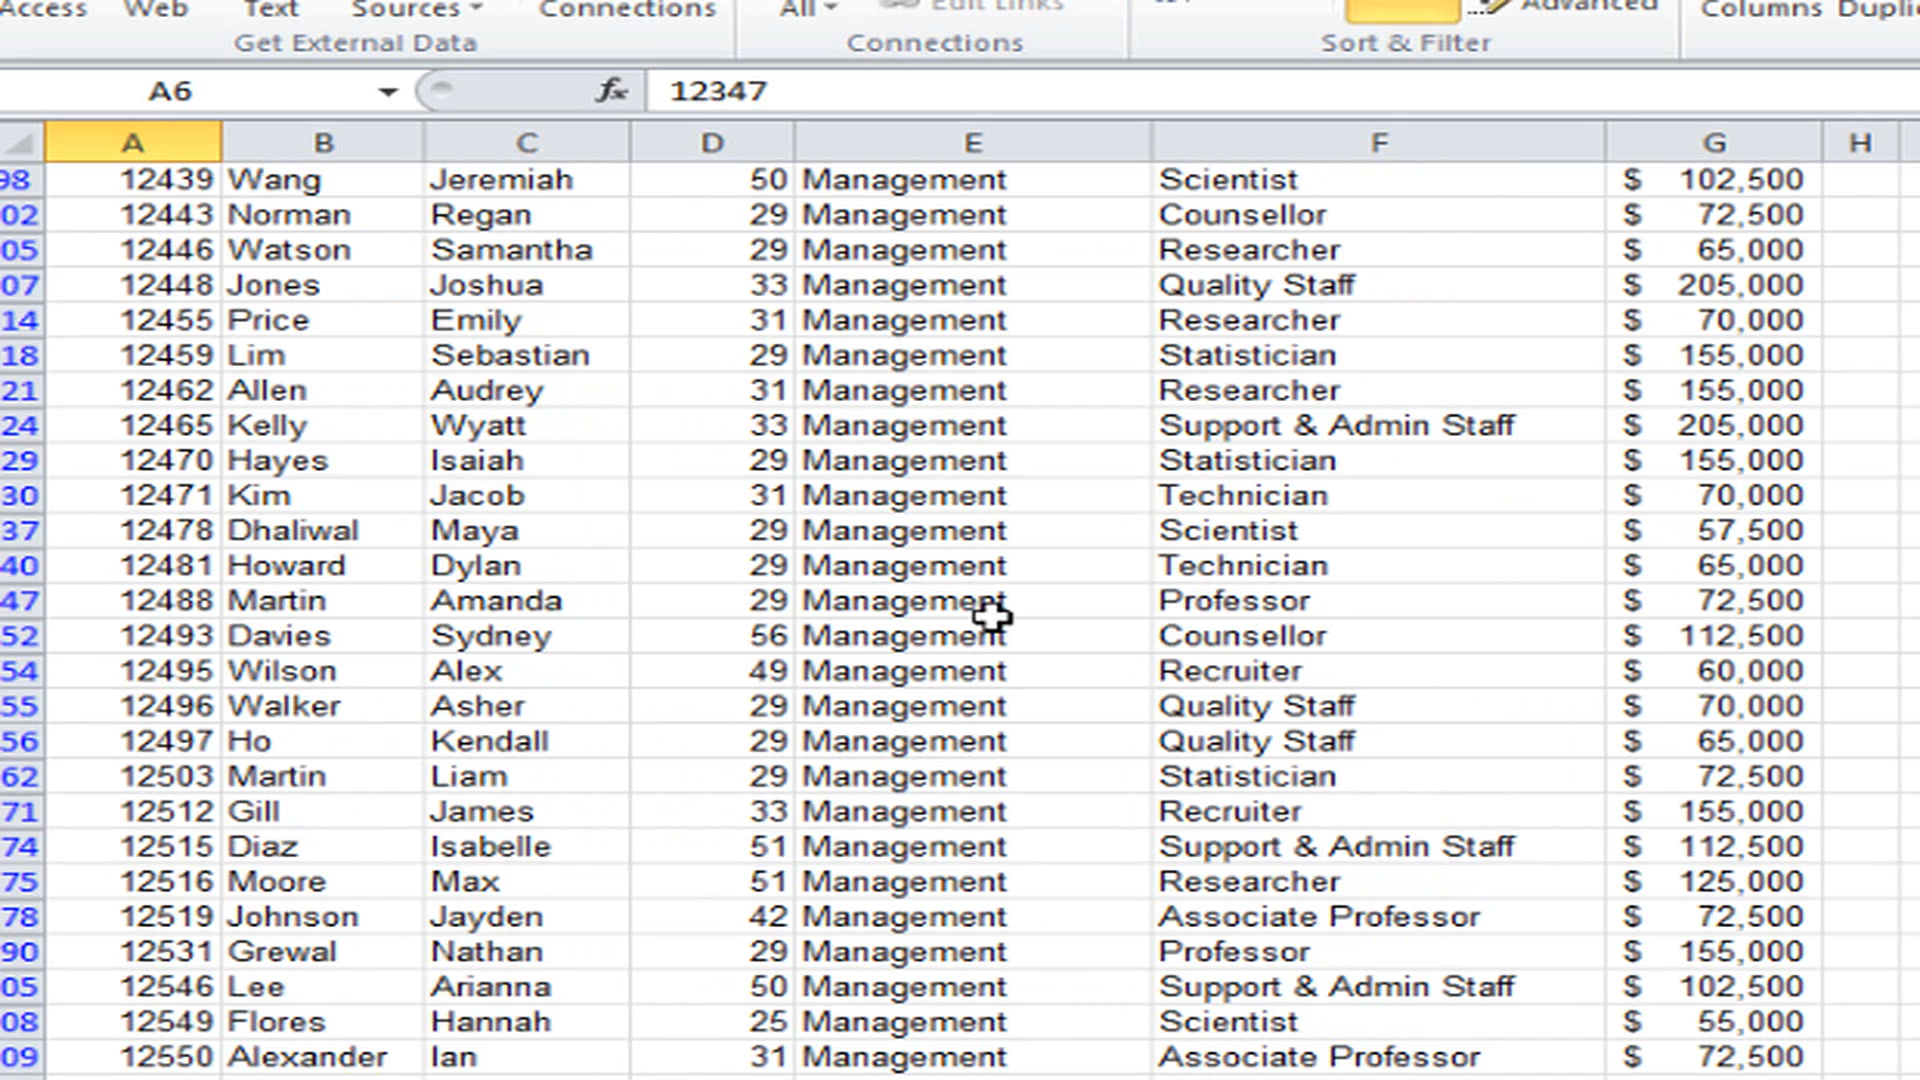 Access Web Text Sources Connections All Edit Links Advanced Columns
Get External Data Connections Sort & Filter
A6 fx 12347
A B C D E F G H
98 12439 Wang Jeremiah 50 Management Scientist $ 102,500
02 12443 Norman Regan 29 Management Counsellor $ 72,500
05 12446 Watson Samantha 29 Management Researcher $ 65,000
07 12448 Jones Joshua 33 Management Quality Staff $ 205,000
14 12455 Price Emily 31 Management Researcher $ 70,000
18 12459 Lim Sebastian 29 Management Statistician $ 155,000
21 12462 Allen Audrey 31 Management Researcher $ 155,000
24 12465 Kelly Wyatt 33 Management Support & Admin Staff $ 205,000
29 12470 Hayes Isaiah 29 Management Statistician $ 155,000
30 12471 Kim Jacob 31 Management Technician $ 70,000
37 12478 Dhaliwal Maya 29 Management Scientist $ 57,500
40 12481 Howard Dylan 29 Management Technician $ 65,000
47 12488 Martin Amanda 29 Management Professor $ 72,500
52 12493 Davies Sydney 56 Management Counsellor $ 112,500
54 12495 Wilson Alex 49 Management Recruiter $ 60,000
55 12496 Walker Asher 29 Management Quality Staff $ 70,000
56 12497 Ho Kendall 29 Management Quality Staff $ 65,000
62 12503 Martin Liam 29 Management Statistician $ 72,500
71 12512 Gill James 33 Management Recruiter $ 155,000
74 12515 Diaz Isabelle 51 Management Support & Admin Staff $ 112,500
75 12516 Moore Max 51 Management Researcher $ 125,000
78 12519 Johnson Jayden 42 Management Associate Professor $ 72,500
90 12531 Grewal Nathan 29 Management Professor $ 155,000
05 12546 Lee Arianna 50 Management Support & Admin Staff $ 102,500
08 12549 Flores Hannah 25 Management Scientist $ 55,000
09 12550 Alexander Ian 31 Management Associate Professor $ 72,500